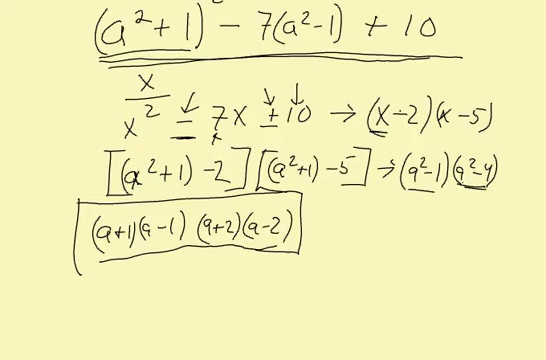 (a²+1) - 7(a²-1) + 10
x
x² - 7x + 10 → (x-2)(x-5)
[(a²+1)-2][(a²+1)-5] → (a²-1)(a²-4)
(a+1)(a-1) (a+2)(a-2)